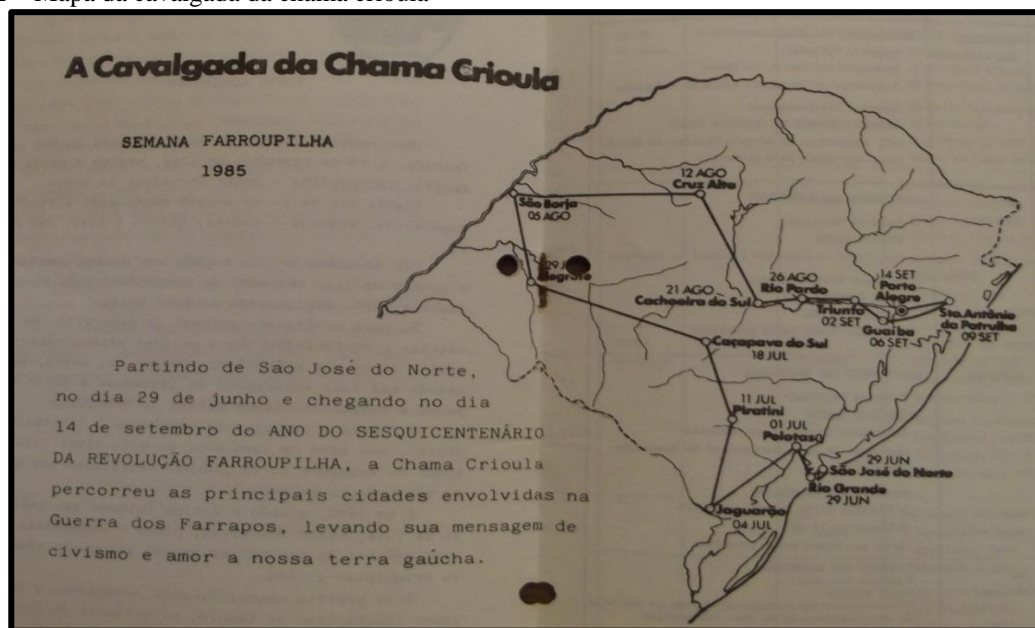 Mapa da cavalgada da chama crioula
A Cavalgada da Chama Crioula
SEMANA FARROUPILHA
1985
12 AGO
Cruz Alta
São Borja
05 AGO
Alegrete
21 AGO
Cachoeira do Sul
26 AGO
Rio Pardo
Triunfo
02 SET
14 SET
Porto
Alegre
Guaíba
06 SET
Sto. Antônio
da Patrulha
09 SET
Caçapava do Sul
18 JUL
11 JUL
Piratini
01 JUL
Pelotas
29 JUN
São José do Norte
Rio Grande
29 JUN
Jaguarão
04 JUL
Partindo de São José do Norte,
no dia 29 de junho e chegando no dia
14 de setembro do ANO DO SESQUICENTENÁRIO
DA REVOLUÇÃO FARROUPILHA, a Chama Crioula
percorreu as principais cidades envolvidas na
Guerra dos Farrapos, levando sua mensagem de
civismo e amor a nossa terra gaúcha.